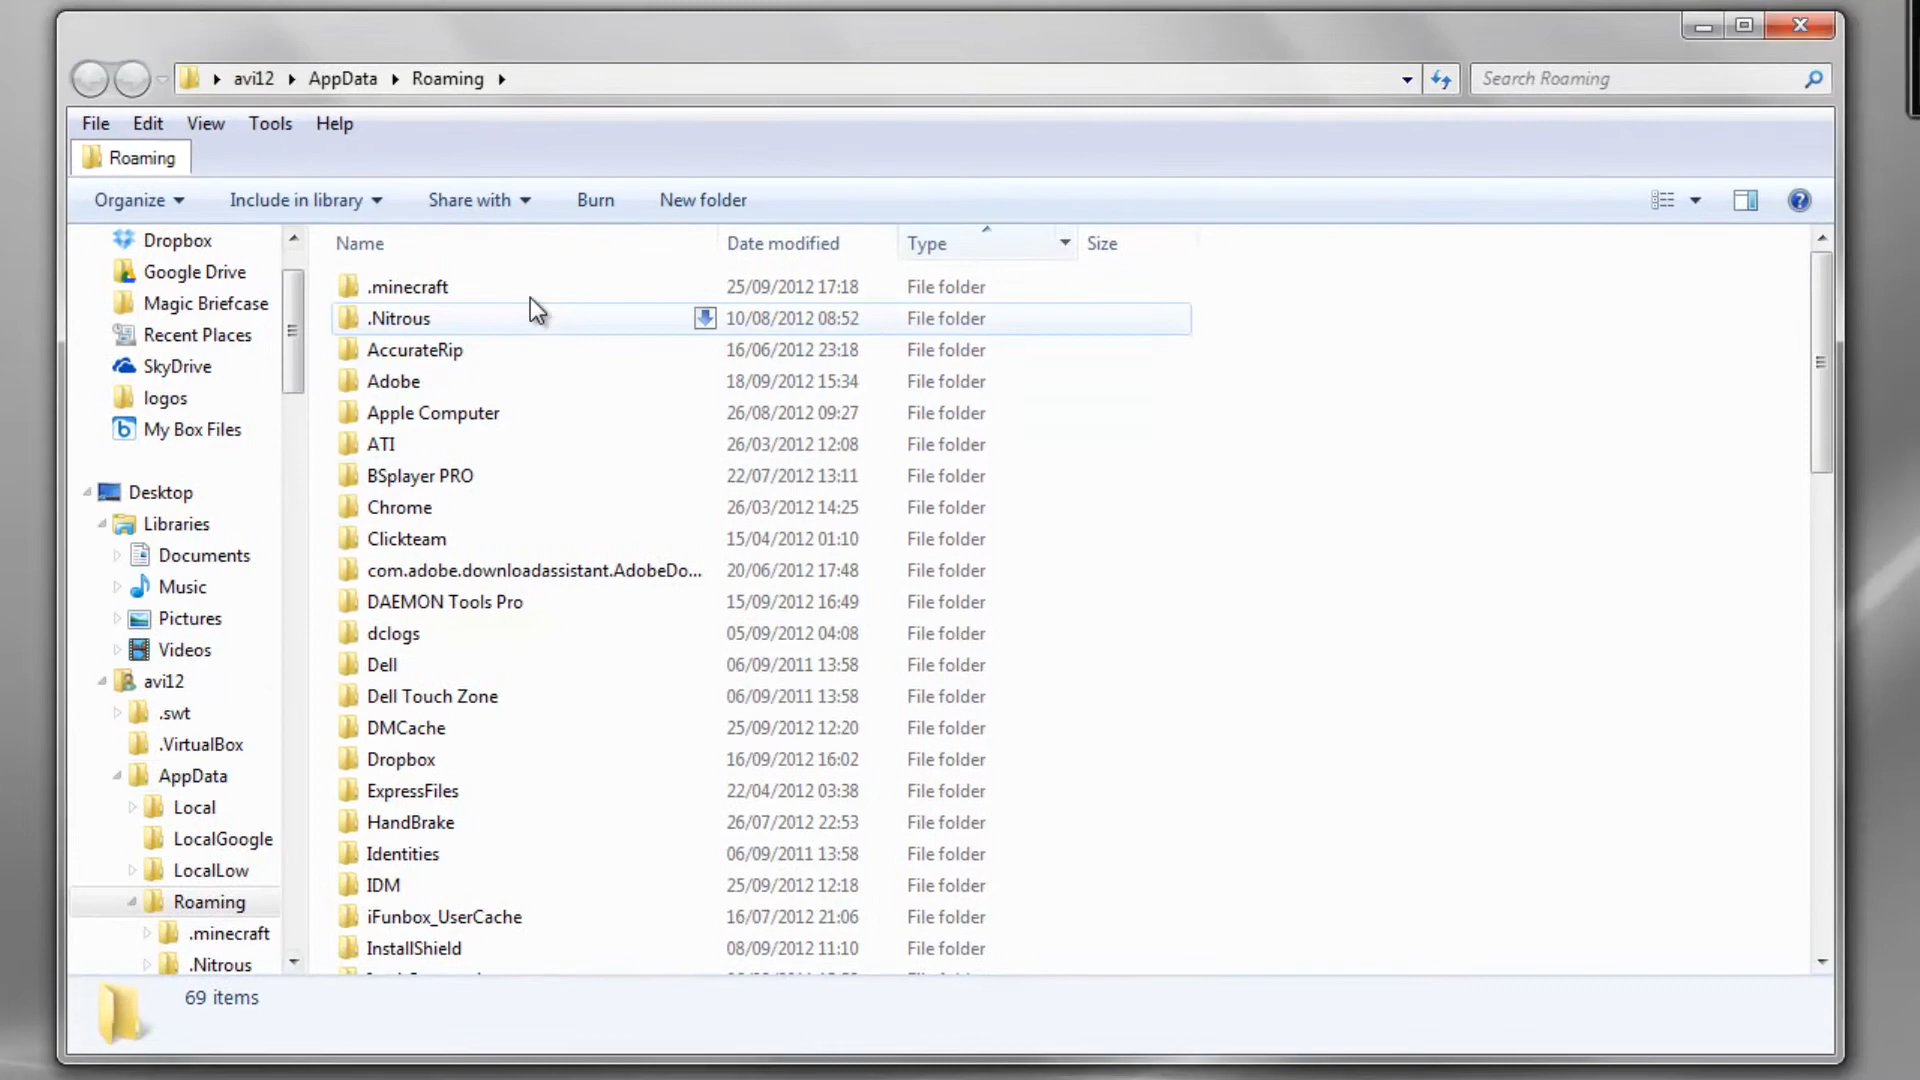 avi12 AppData Roaming
Search Roaming
File Edit View Tools Help
Roaming
Organize Include in library Share with Burn New folder
Name Date modified Type Size
Dropbox
Google Drive
Magic Briefcase
Recent Places
SkyDrive
logos
My Box Files
Desktop
Libraries
Documents
Music
Pictures
Videos
avi12
.swt
.VirtualBox
AppData
Local
LocalGoogle
LocalLow
Roaming
.minecraft
.Nitrous
.minecraft 25/09/2012 17:18 File folder
.Nitrous 10/08/2012 08:52 File folder
AccurateRip 16/06/2012 23:18 File folder
Adobe 18/09/2012 15:34 File folder
Apple Computer 26/08/2012 09:27 File folder
ATI 26/03/2012 12:08 File folder
BSplayer PRO 22/07/2012 13:11 File folder
Chrome 26/03/2012 14:25 File folder
Clickteam 15/04/2012 01:10 File folder
com.adobe.downloadassistant.AdobeDo... 20/06/2012 17:48 File folder
DAEMON Tools Pro 15/09/2012 16:49 File folder
dclogs 05/09/2012 04:08 File folder
Dell 06/09/2011 13:58 File folder
Dell Touch Zone 06/09/2011 13:58 File folder
DMCache 25/09/2012 12:20 File folder
Dropbox 16/09/2012 16:02 File folder
ExpressFiles 22/04/2012 03:38 File folder
HandBrake 26/07/2012 22:53 File folder
Identities 06/09/2011 13:58 File folder
IDM 25/09/2012 12:18 File folder
iFunbox_UserCache 16/07/2012 21:06 File folder
InstallShield 08/09/2012 11:10 File folder
69 items